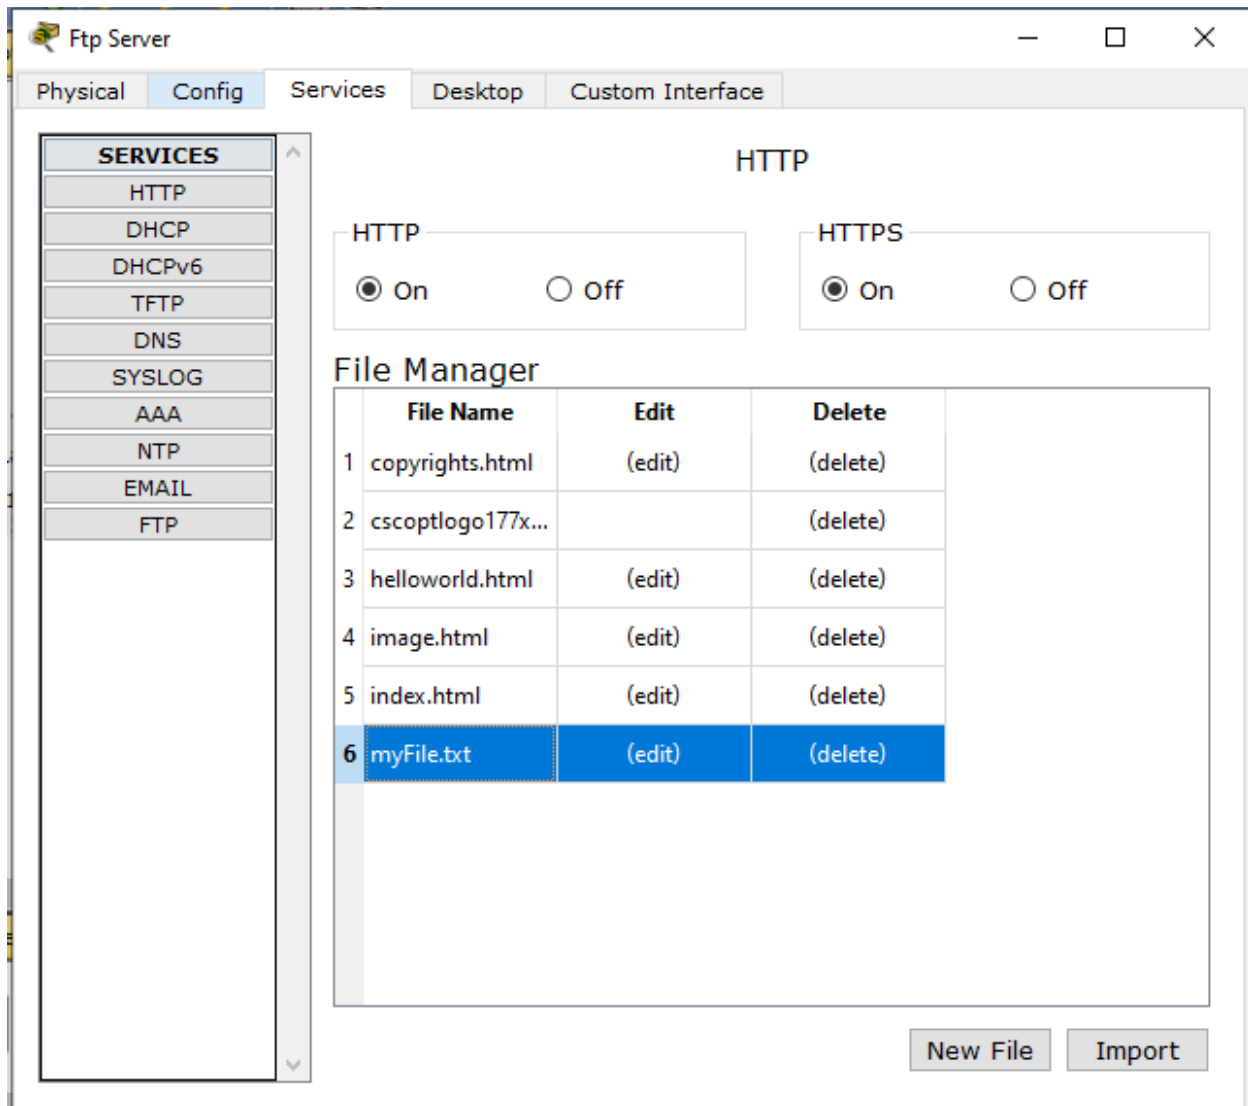 Ftp Server
Physical Config Services Desktop Custom Interface
SERVICES
HTTP
DHCP
DHCPv6
TFTP
DNS
SYSLOG
AAA
NTP
EMAIL
FTP
HTTP
HTTP
On Off
HTTPS
On Off
File Manager
File Name Edit Delete
1 copyrights.html (edit) (delete)
2 cscoptlogo177x... (delete)
3 helloworld.html (edit) (delete)
4 image.html (edit) (delete)
5 index.html (edit) (delete)
6 myFile.txt (edit) (delete)
New File Import